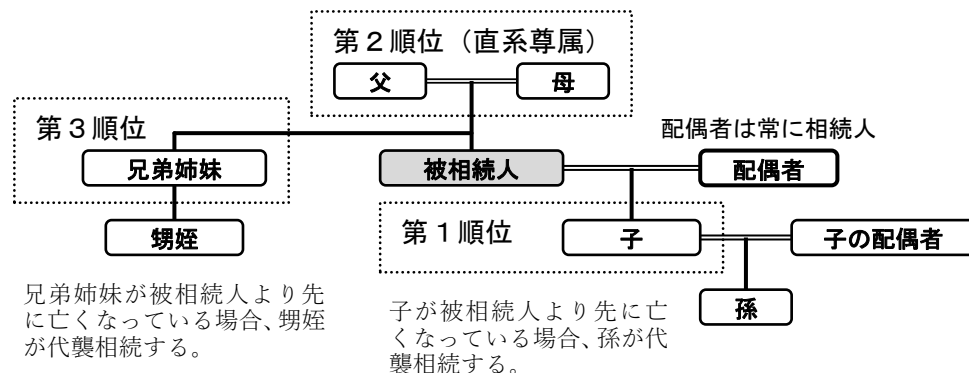 第２順位（直系尊属）
父
母
第３順位
配偶者は常に相続人
兄弟姉妹
被相続人
配偶者
甥姪
第１順位
子
子の配偶者
孫
兄弟姉妹が被相続人より先
に亡くなっている場合、甥姪
が代襲相続する。
子が被相続人より先に亡
くなっている場合、孫が代
襲相続する。